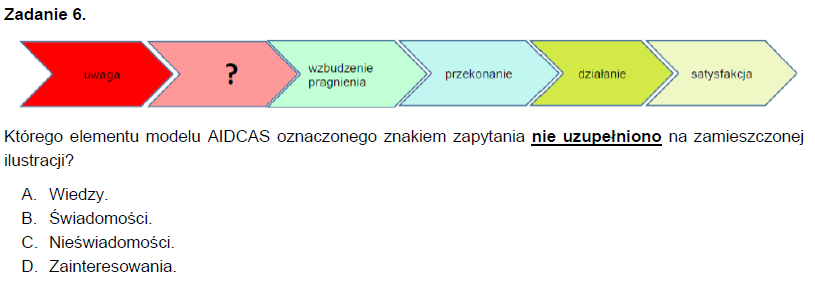 Zadanie 6.
uwaga
?
wzbudzenie
pragnienia
przekonanie
działanie
satysfakcja
Którego elementu modelu AIDCAS oznaczonego znakiem zapytania nie uzupełniono na zamieszczonej
ilustracji?
A. Wiedzy.
B. Świadomości.
C. Nieświadomości.
D. Zainteresowania.